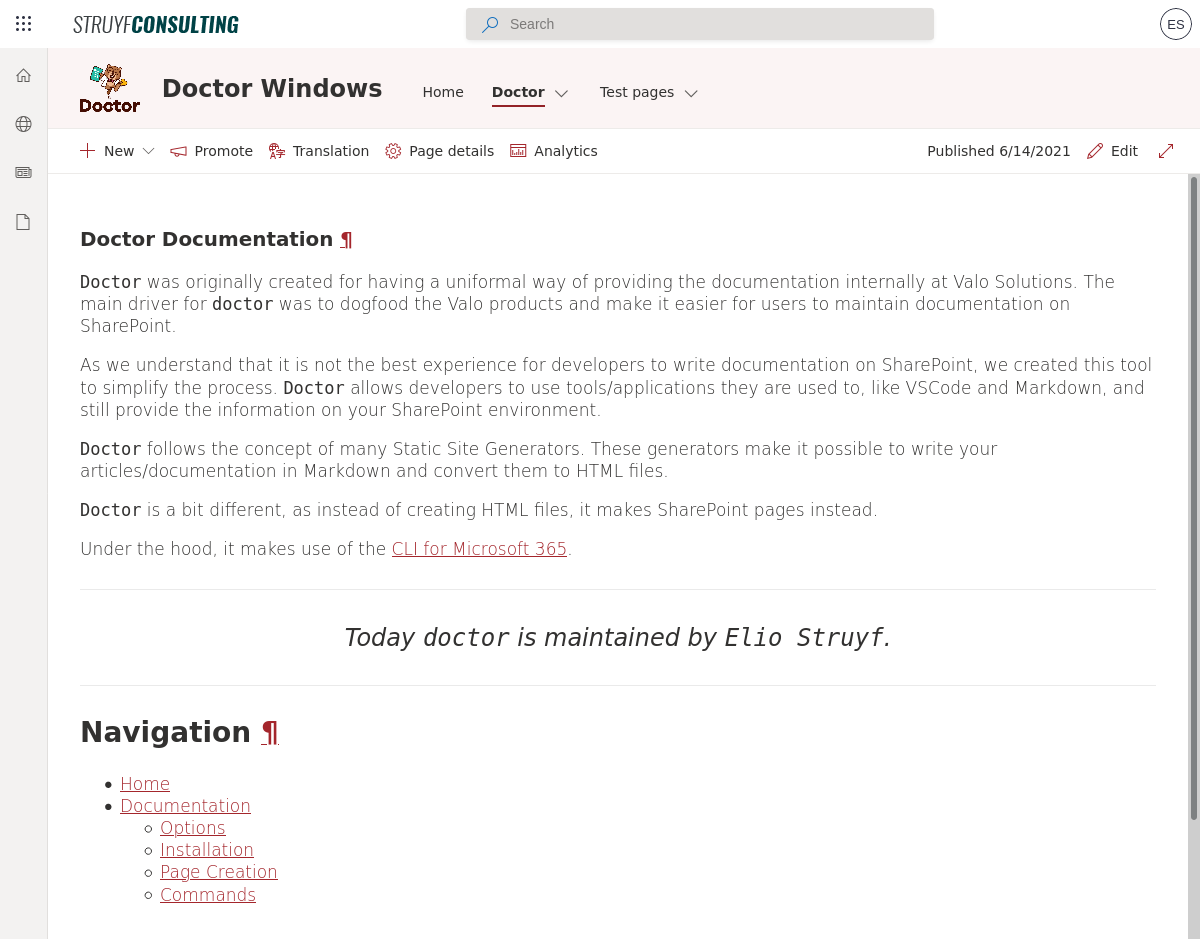 STRUYFCONSULTING
Search
ES
Doctor
Doctor Windows
Home
Doctor
Test pages
New
Promote
Translation
Page details
Analytics
Published 6/14/2021
Edit
Doctor Documentation ¶
Doctor was originally created for having a uniformal way of providing the documentation internally at Valo Solutions. The
main driver for doctor was to dogfood the Valo products and make it easier for users to maintain documentation on
SharePoint.
As we understand that it is not the best experience for developers to write documentation on SharePoint, we created this tool
to simplify the process. Doctor allows developers to use tools/applications they are used to, like VSCode and Markdown, and
still provide the information on your SharePoint environment.
Doctor follows the concept of many Static Site Generators. These generators make it possible to write your
articles/documentation in Markdown and convert them to HTML files.
Doctor is a bit different, as instead of creating HTML files, it makes SharePoint pages instead.
Under the hood, it makes use of the CLI for Microsoft 365.
Today doctor is maintained by Elio Struyf.
Navigation ¶
Home
Documentation
Options
Installation
Page Creation
Commands